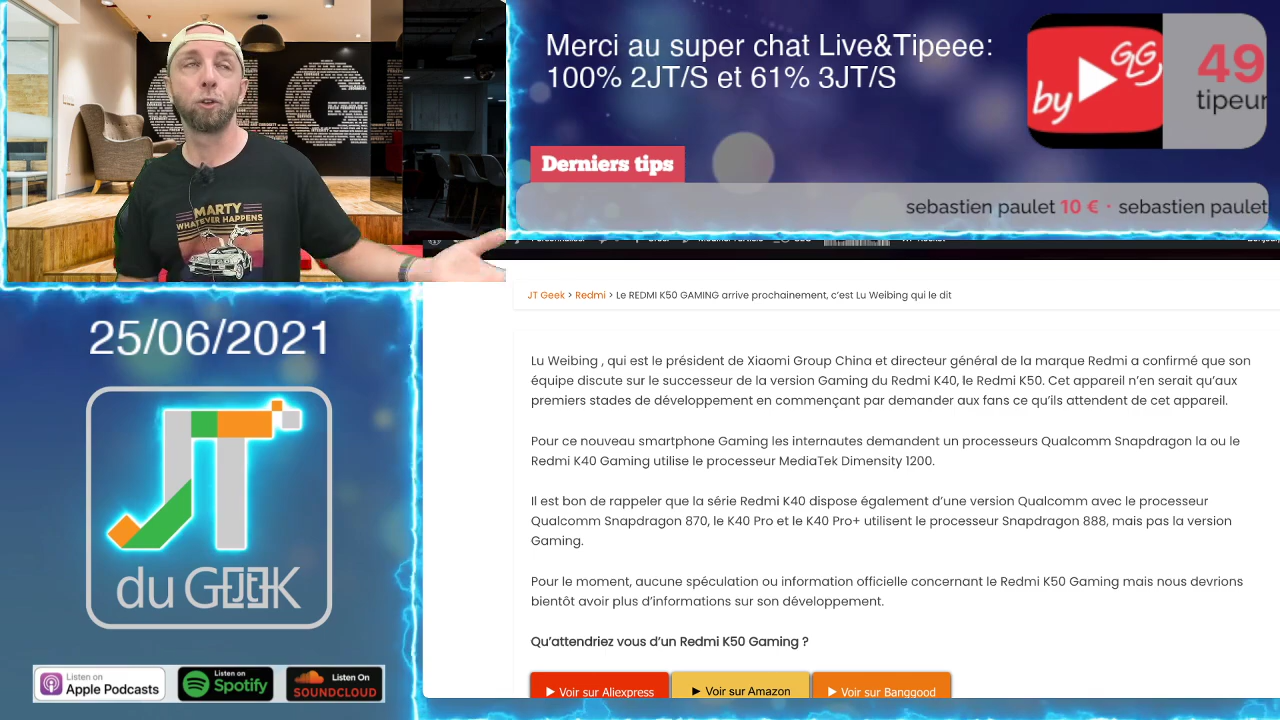 MARTY
WHATEVER HAPPENS
Merci au super chat Live&Tipeee:
100% 2JT/S et 61% 3JT/S
by GG
49
tipeur
Derniers tips
sebastien paulet 10 € · sebastien paulet
JT Geek > Redmi > Le REDMI K50 GAMING arrive prochainement, c’est Lu Weibing qui le dit
Lu Weibing , qui est le président de Xiaomi Group China et directeur général de la marque Redmi a confirmé que son
équipe discute sur le successeur de la version Gaming du Redmi K40, le Redmi K50. Cet appareil n’en serait qu’aux
premiers stades de développement en commençant par demander aux fans ce qu’ils attendent de cet appareil.
Pour ce nouveau smartphone Gaming les internautes demandent un processeurs Qualcomm Snapdragon la ou le
Redmi K40 Gaming utilise le processeur MediaTek Dimensity 1200.
Il est bon de rappeler que la série Redmi K40 dispose également d’une version Qualcomm avec le processeur
Qualcomm Snapdragon 870, le K40 Pro et le K40 Pro+ utilisent le processeur Snapdragon 888, mais pas la version
Gaming.
Pour le moment, aucune spéculation ou information officielle concernant le Redmi K50 Gaming mais nous devrions
bientôt avoir plus d’informations sur son développement.
Qu’attendriez vous d’un Redmi K50 Gaming ?
▶ Voir sur Aliexpress
▶ Voir sur Amazon
▶ Voir sur Banggood
25/06/2021
JT
du GEEK
Listen on
Apple Podcasts
Listen on
Spotify
Listen On
SOUNDCLOUD